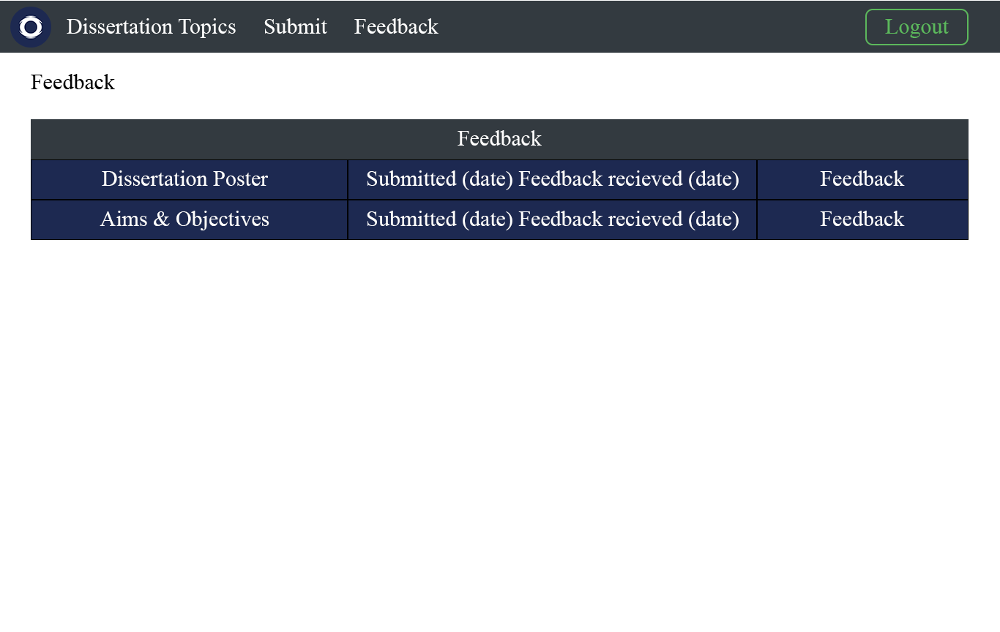 Dissertation Topics Submit Feedback Logout
Feedback
Feedback
Dissertation Poster Submitted (date) Feedback recieved (date) Feedback
Aims & Objectives Submitted (date) Feedback recieved (date) Feedback